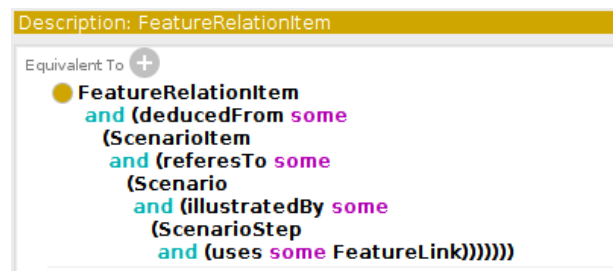 Description: FeatureRelationItem
Equivalent To
FeatureRelationItem
and (deducedFrom some
(ScenarioItem
and (referesTo some
(Scenario
and (illustratedBy some
(ScenarioStep
and (uses some FeatureLink)))))))